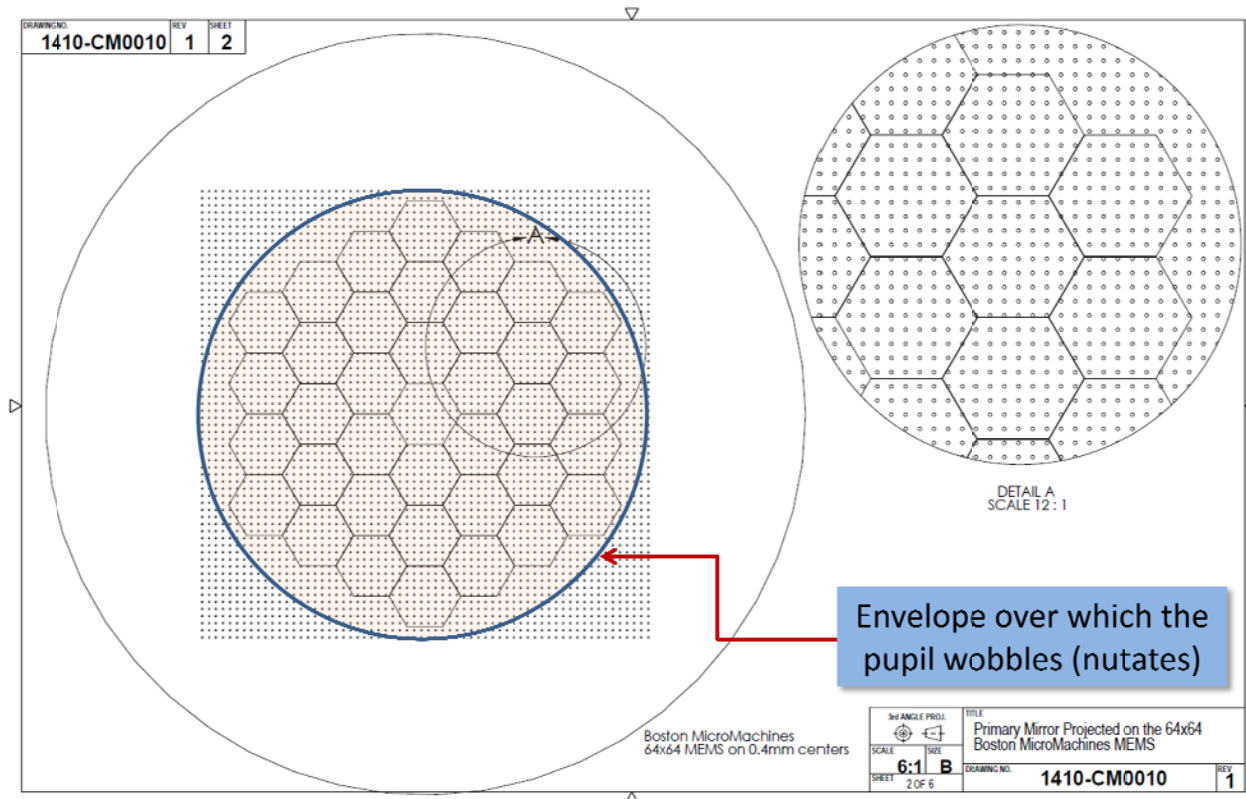 DRAWING NO.
REV
SHEET
1410-CM0010
1
2
A
DETAIL A
SCALE 12 : 1
Envelope over which the
pupil wobbles (nutates)
Boston MicroMachines
64x64 MEMS on 0.4mm centers
3rd ANGLE PROJ.
SCALE
SIZE
6:1
B
SHEET
2 OF 6
TITLE
Primary Mirror Projected on the 64x64
Boston MicroMachines MEMS
DRAWING NO.
1410-CM0010
REV
1